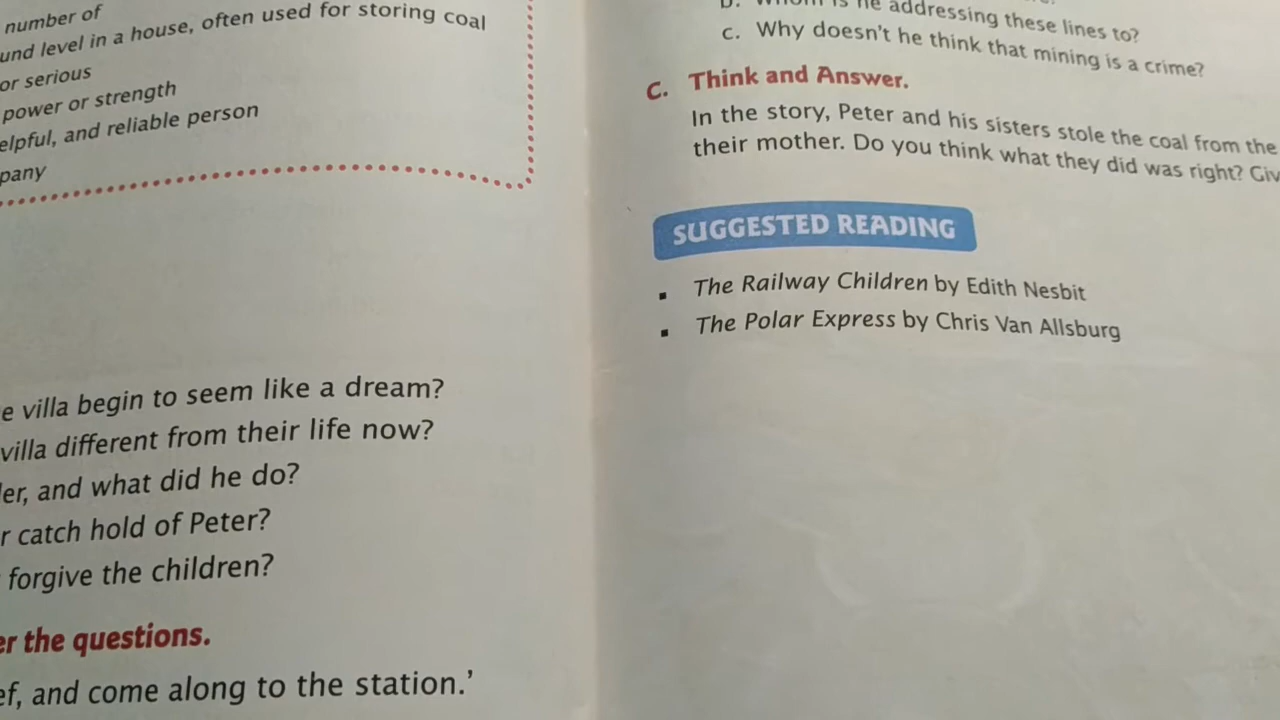 number of
und level in a house, often used for storing coal
or serious
power or strength
elpful, and reliable person
pany
e villa begin to seem like a dream?
villa different from their life now?
er, and what did he do?
r catch hold of Peter?
forgive the children?
er the questions.
ef, and come along to the station.’
b. Whom is he addressing these lines to?
c. Why doesn’t he think that mining is a crime?
C. Think and Answer.
In the story, Peter and his sisters stole the coal from the
their mother. Do you think what they did was right? Giv
SUGGESTED READING
▪ The Railway Children by Edith Nesbit
▪ The Polar Express by Chris Van Allsburg